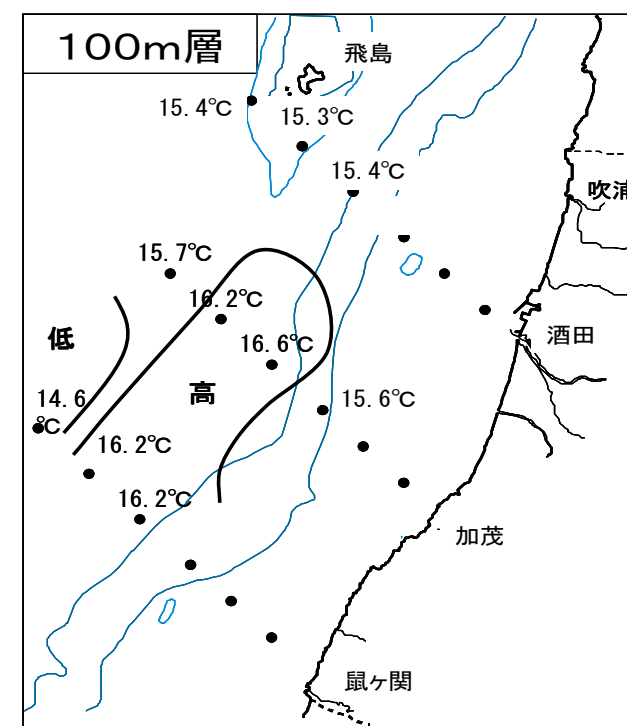 100m層
飛島
15.4℃
15.3℃
15.4℃
吹浦
15.7℃
16.2℃
低
16.6℃
酒田
高
14.6
℃
15.6℃
16.2℃
16.2℃
加茂
鼠ヶ関